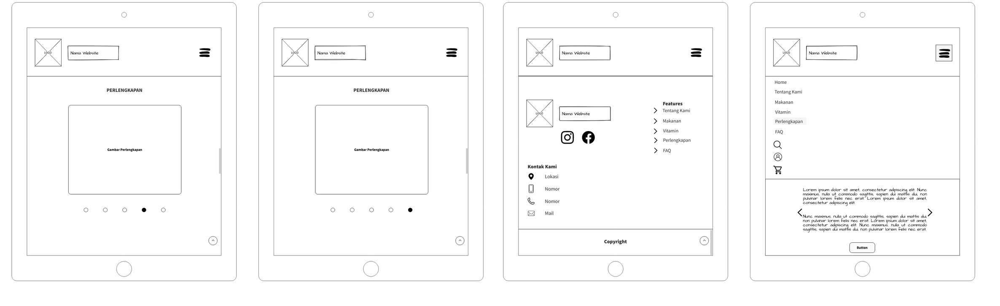 LOGO
Nama Website
PERLENGKAPAN
Gambar Perlengkapan
LOGO
Nama Website
PERLENGKAPAN
Gambar Perlengkapan
LOGO
Nama Website
LOGO
Nama Website
Features
Tentang Kami
Makanan
Vitamin
Perlengkapan
FAQ
Kontak Kami
Lokasi
Nomor
Nomor
Mail
Copyright
LOGO
Nama Website
Home
Tentang Kami
Makanan
Vitamin
Perlengkapan
FAQ
Lorem ipsum dolor sit amet, consectetur adipiscing elit. Nunc
maximus, nulla ut commodo sagittis, sapien dui mattis dui, non
pulvinar lorem felis nec erat. Lorem ipsum dolor sit amet,
consectetur adipiscing elit.
Nunc maximus, nulla ut commodo sagittis, sapien dui mattis dui,
non pulvinar lorem felis nec erat. Lorem ipsum dolor sit amet,
consectetur adipiscing elit. Nunc maximus, nulla ut commodo
sagittis, sapien dui mattis dui, non pulvinar lorem felis nec erat.
Button